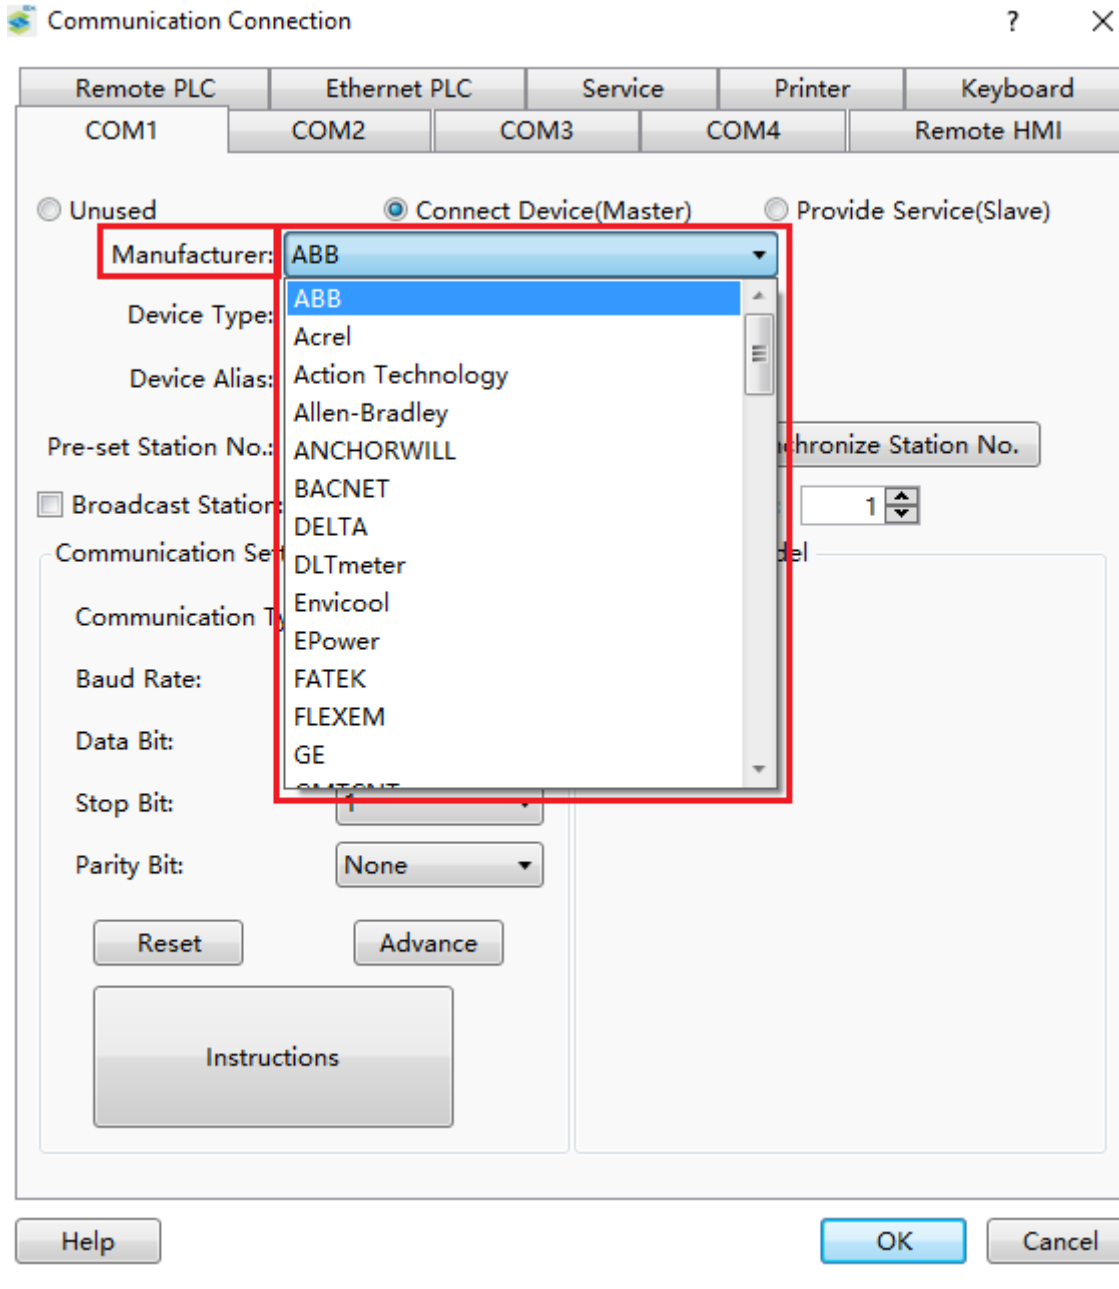 Communication Connection ? ×
Remote PLC Ethernet PLC Service Printer Keyboard
COM1 COM2 COM3 COM4 Remote HMI
Unused Connect Device(Master) Provide Service(Slave)
Manufacturer: ABB
ABB
Device Type:
Acrel
Device Alias: Action Technology
Allen-Bradley
Pre-set Station No.: ANCHORWILL Station No.
BACNET
Broadcast Station: 1
DELTA
Communication
DLTmeter
Envicool
Communication
EPower
Baud Rate: FATEK
FLEXEM
Data Bit:
GE
Stop Bit: 1
Parity Bit: None
Reset Advance
Instructions
Help OK Cancel